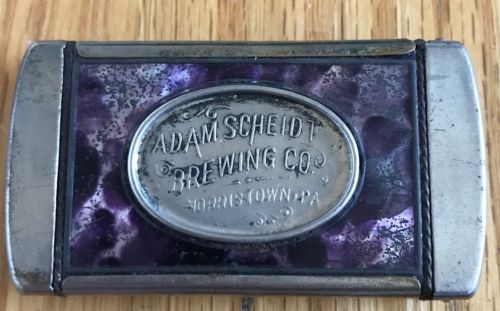 ADAM SCHEIDT
BREWING CO.
NORRISTOWN, PA